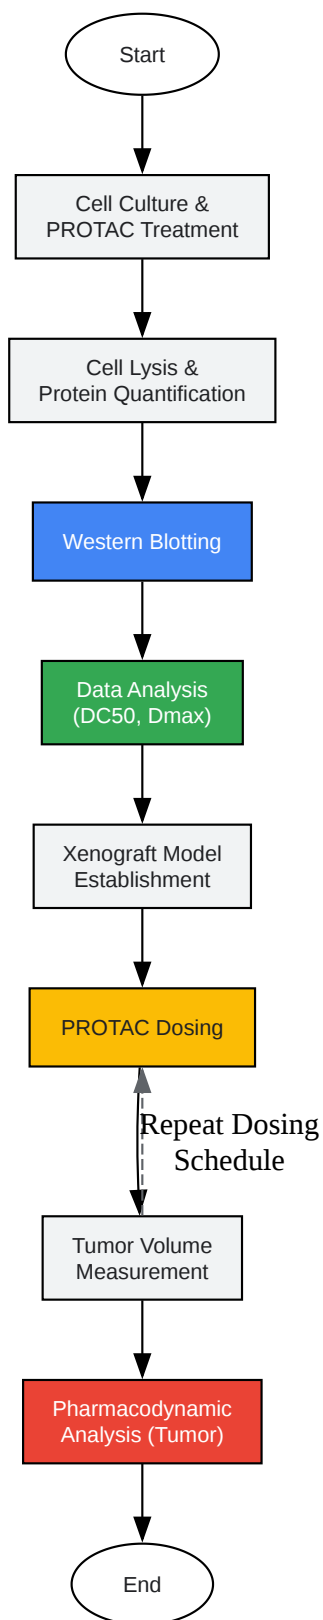 Start
Cell Culture &
PROTAC Treatment
Cell Lysis &
Protein Quantification
Western Blotting
Data Analysis
(DC50, Dmax)
Xenograft Model
Establishment
PROTAC Dosing
Repeat Dosing
Schedule
Tumor Volume
Measurement
Pharmacodynamic
Analysis (Tumor)
End